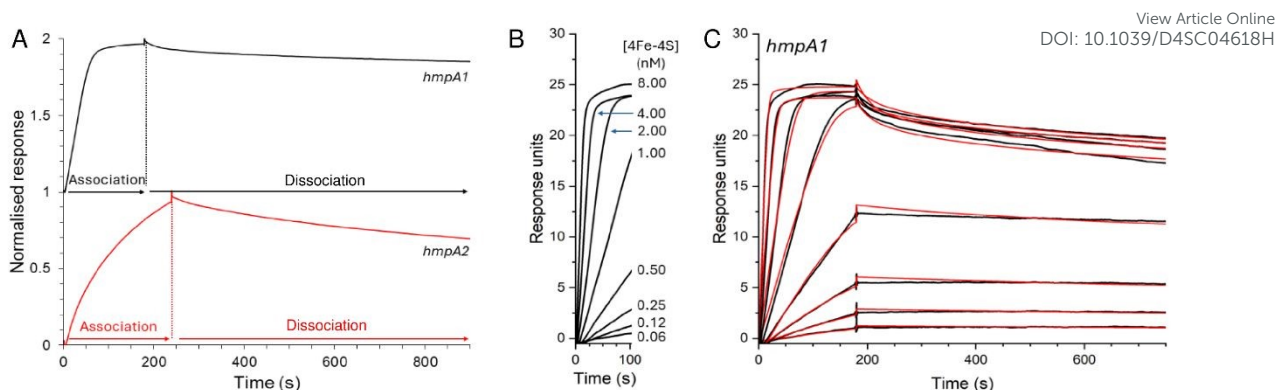 View Article Online
DOI: 10.1039/D4SC04618H
A
Normalised response
2
1.5
1
0.5
0
hmpA1
Association
Dissociation
hmpA2
Association
Dissociation
0 200 400 600 800
Time (s)
B
Response units
30
25
20
15
10
5
0
[4Fe-4S]
(nM)
8.00
4.00
2.00
1.00
0.50
0.25
0.12
0.06
0 100
Time (s)
C
hmpA1
Response units
30
25
20
15
10
5
0
0 200 400 600
Time (s)